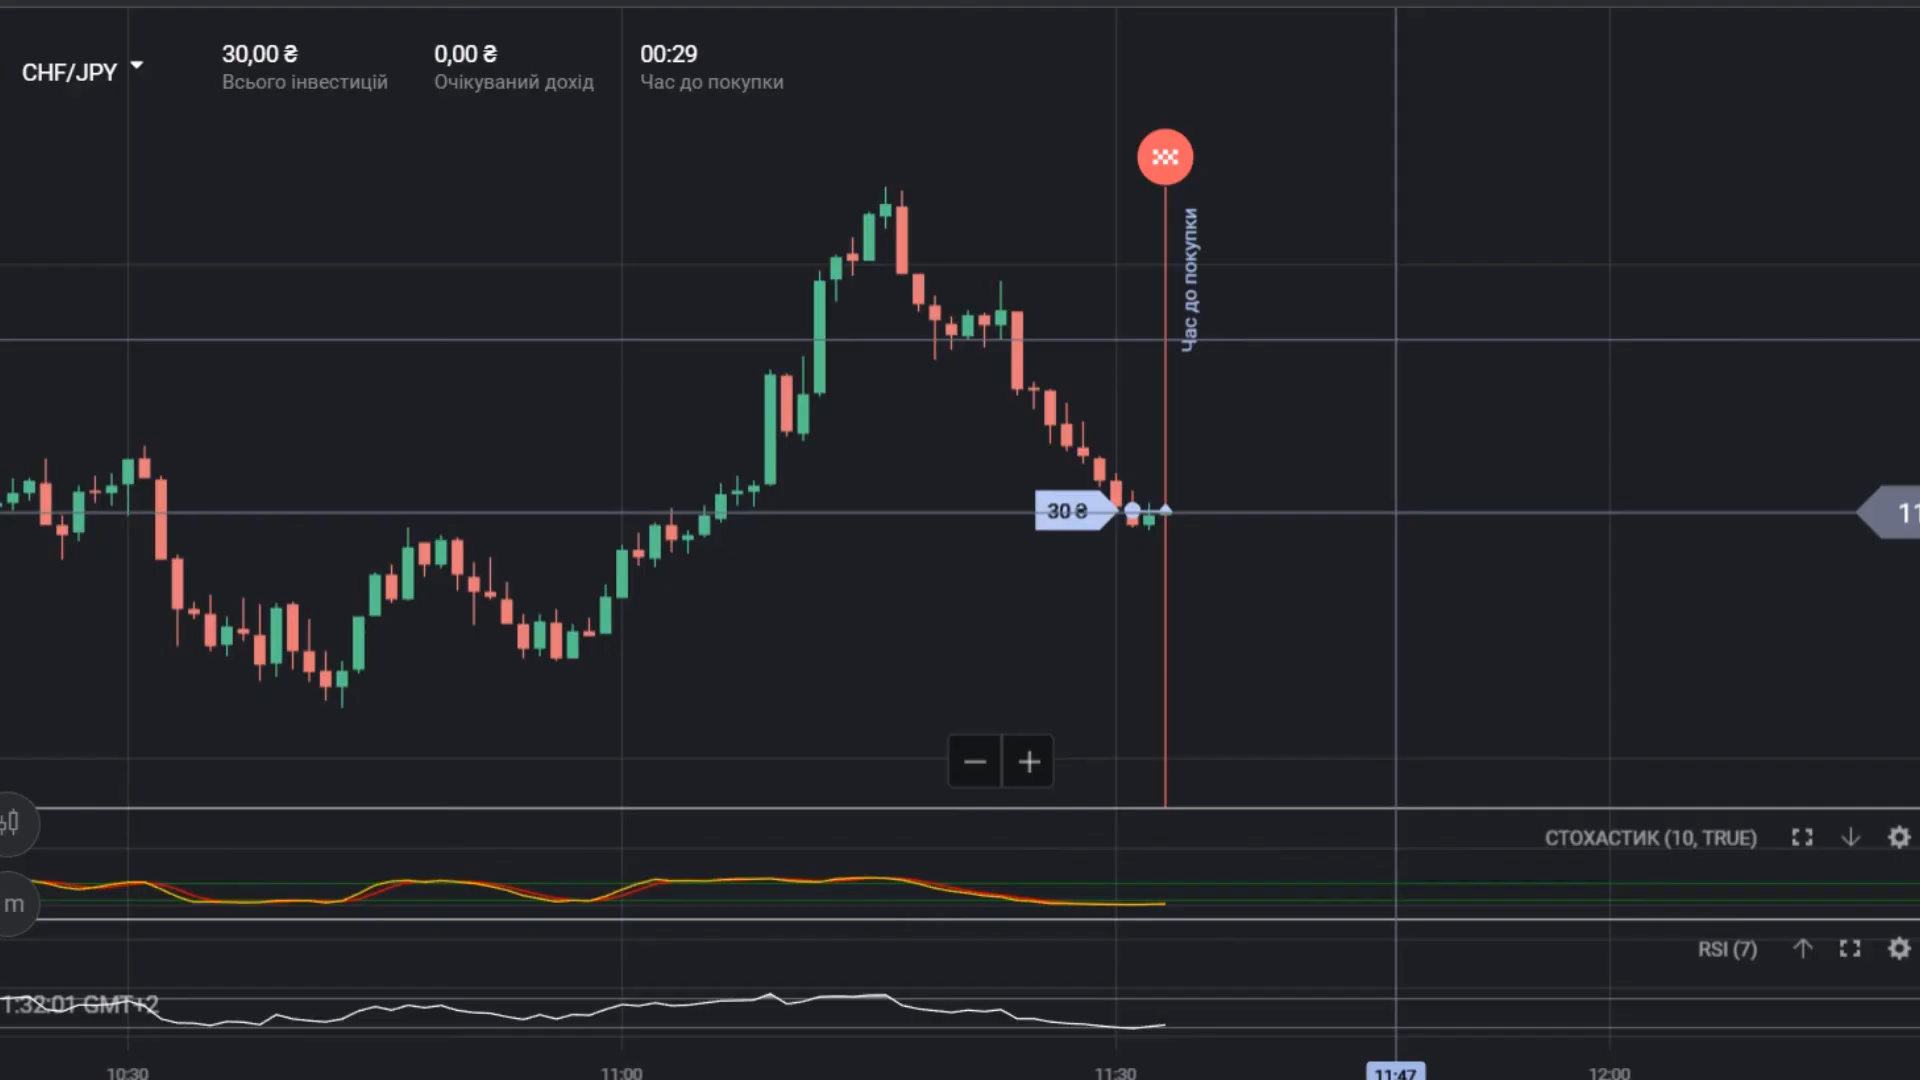 CHF/JPY
30,00 ₴
Всього інвестицій
0,00 ₴
Очікуваний дохід
00:29
Час до покупки
Час до покупки
30 ₴
СТОХАСТИК (10, TRUE)
m
RSI (7)
1:32:01 GMT+2
10:30
11:00
11:30
11:47
12:00